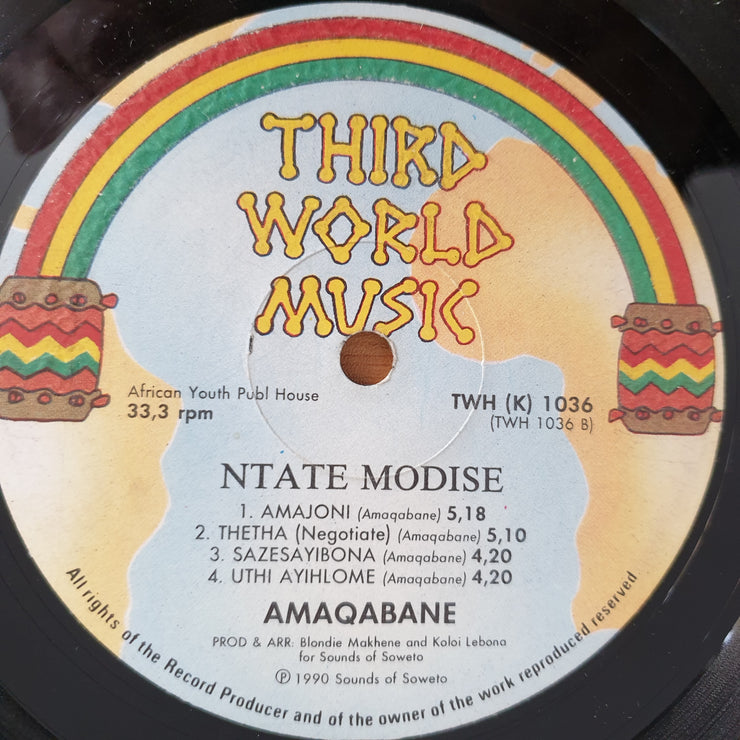 THIRD
WORLD
MUSIC
African Youth Publ House
33,3 rpm
TWH (K) 1036
(TWH 1036 B)
NTATE MODISE
1. AMAJONI (Amaqabane) 5,18
2. THETHA (Negotiate) (Amaqabane) 5,10
3. SAZESAYIBONA (Amaqabane) 4,20
4. UTHI AYIHLOME (Amaqabane) 4,20
AMAQABANE
PROD & ARR: Blondie Makhene and Koloi Lebona
for Sounds of Soweto
Ⓟ 1990 Sounds of Soweto
All rights of the Record Producer and of the owner of the work reproduced reserved